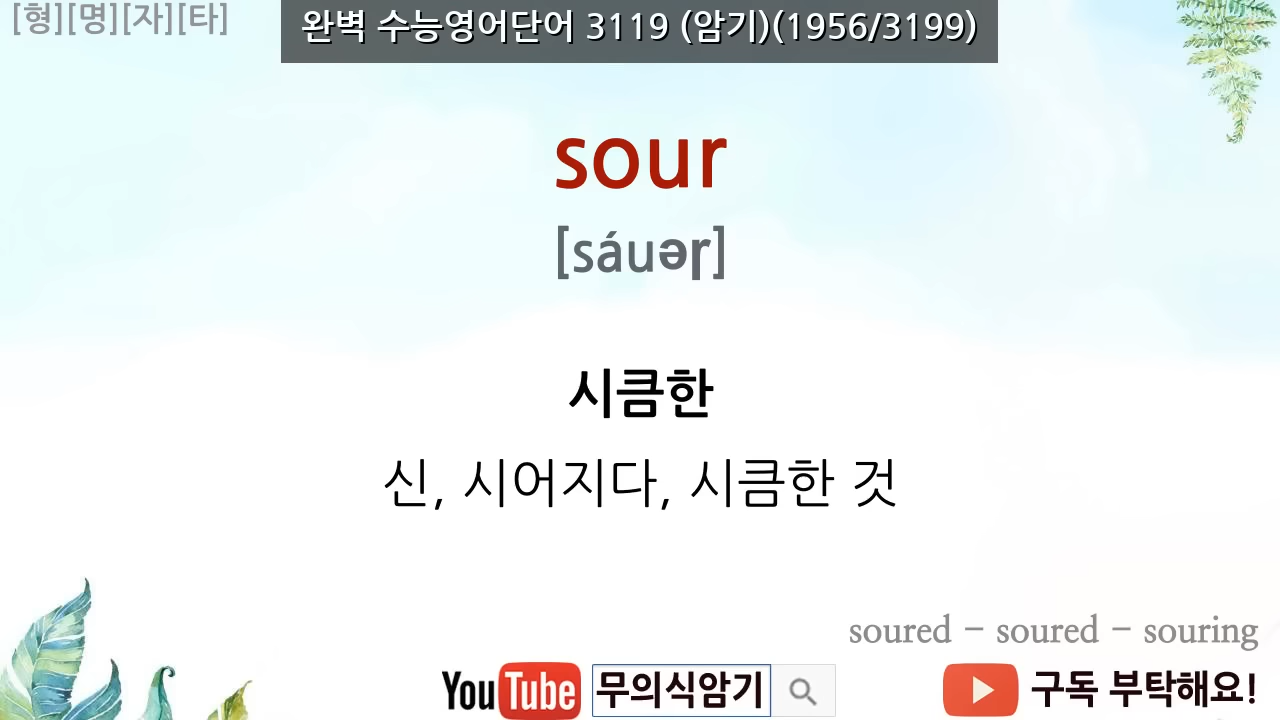 [형][명][자][타]
완벽 수능영어단어 3119 (암기)(1956/3199)
sour
[sáuəɼ]
시큼한
신, 시어지다, 시큼한 것
soured - soured - souring
YouTube 무의식암기
구독 부탁해요!